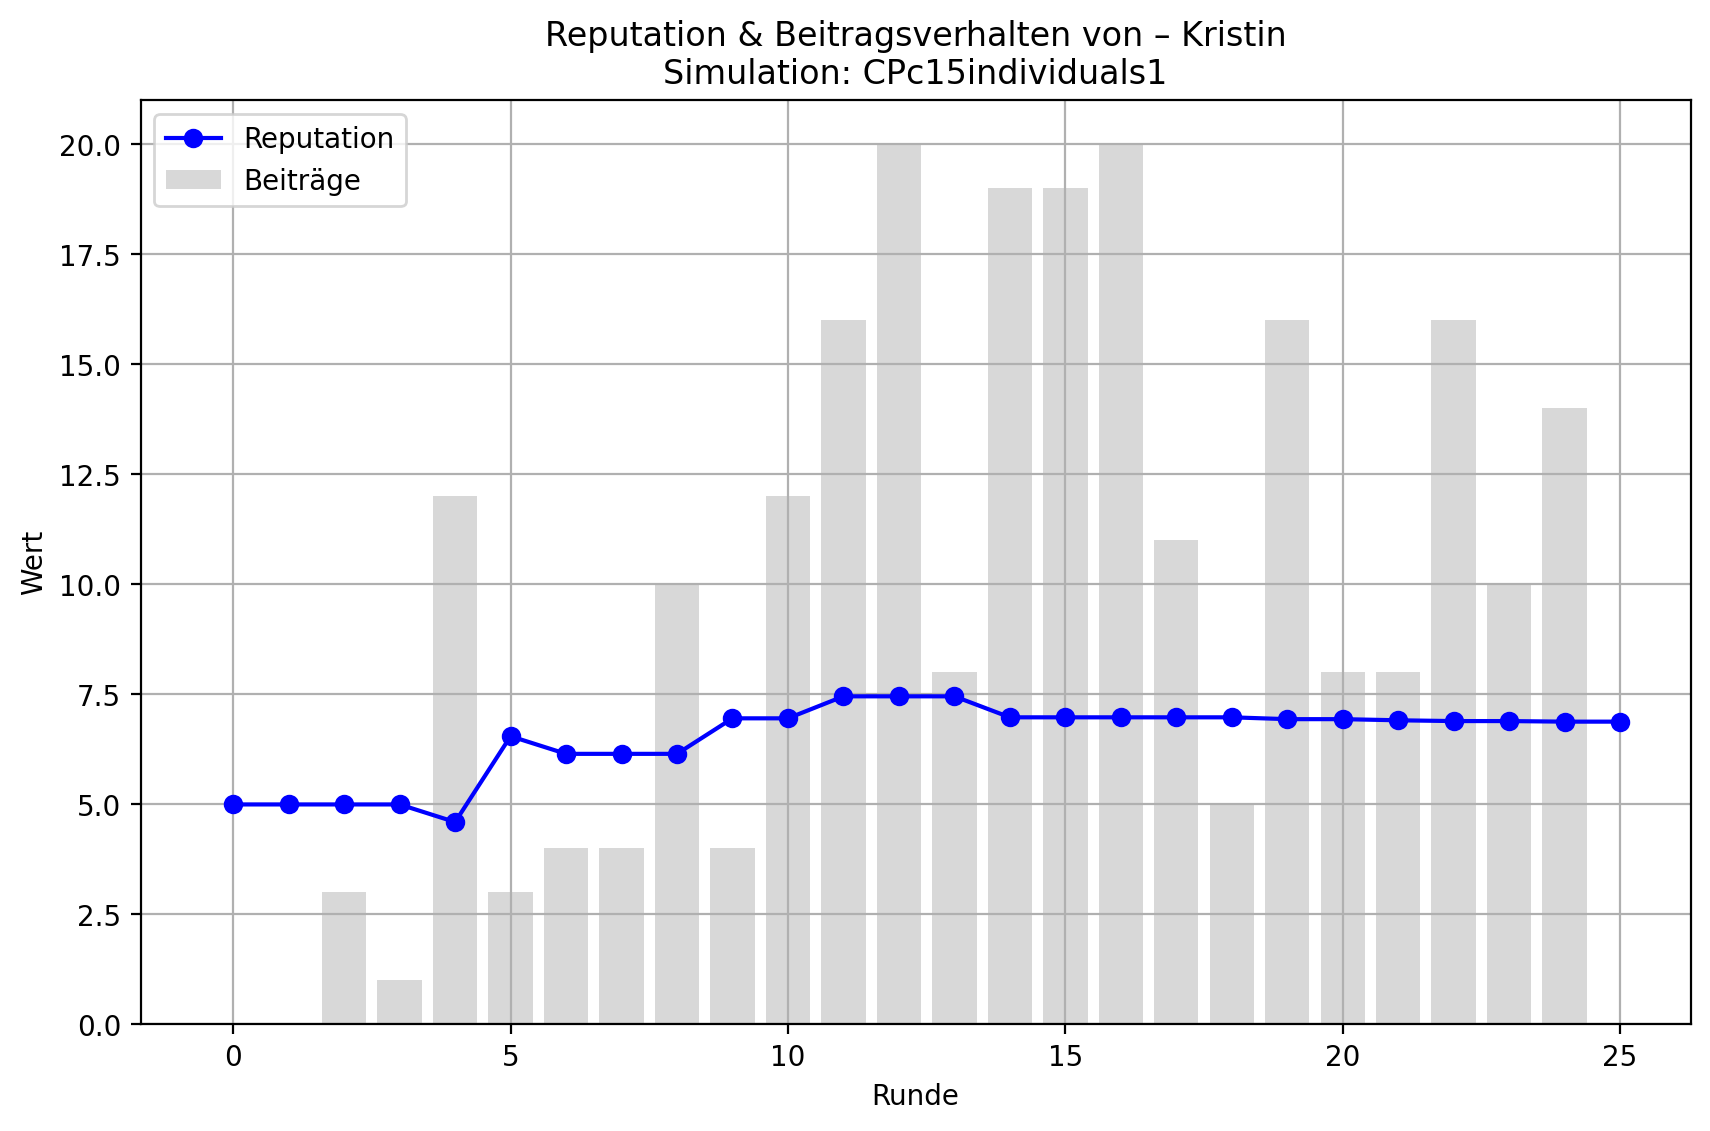 Reputation & Beitragsverhalten von – Kristin
Simulation: CPc15individuals1
Reputation
Beiträge
20.0
17.5
15.0
12.5
10.0
7.5
5.0
2.5
0.0
Wert
0 5 10 15 20 25
Runde